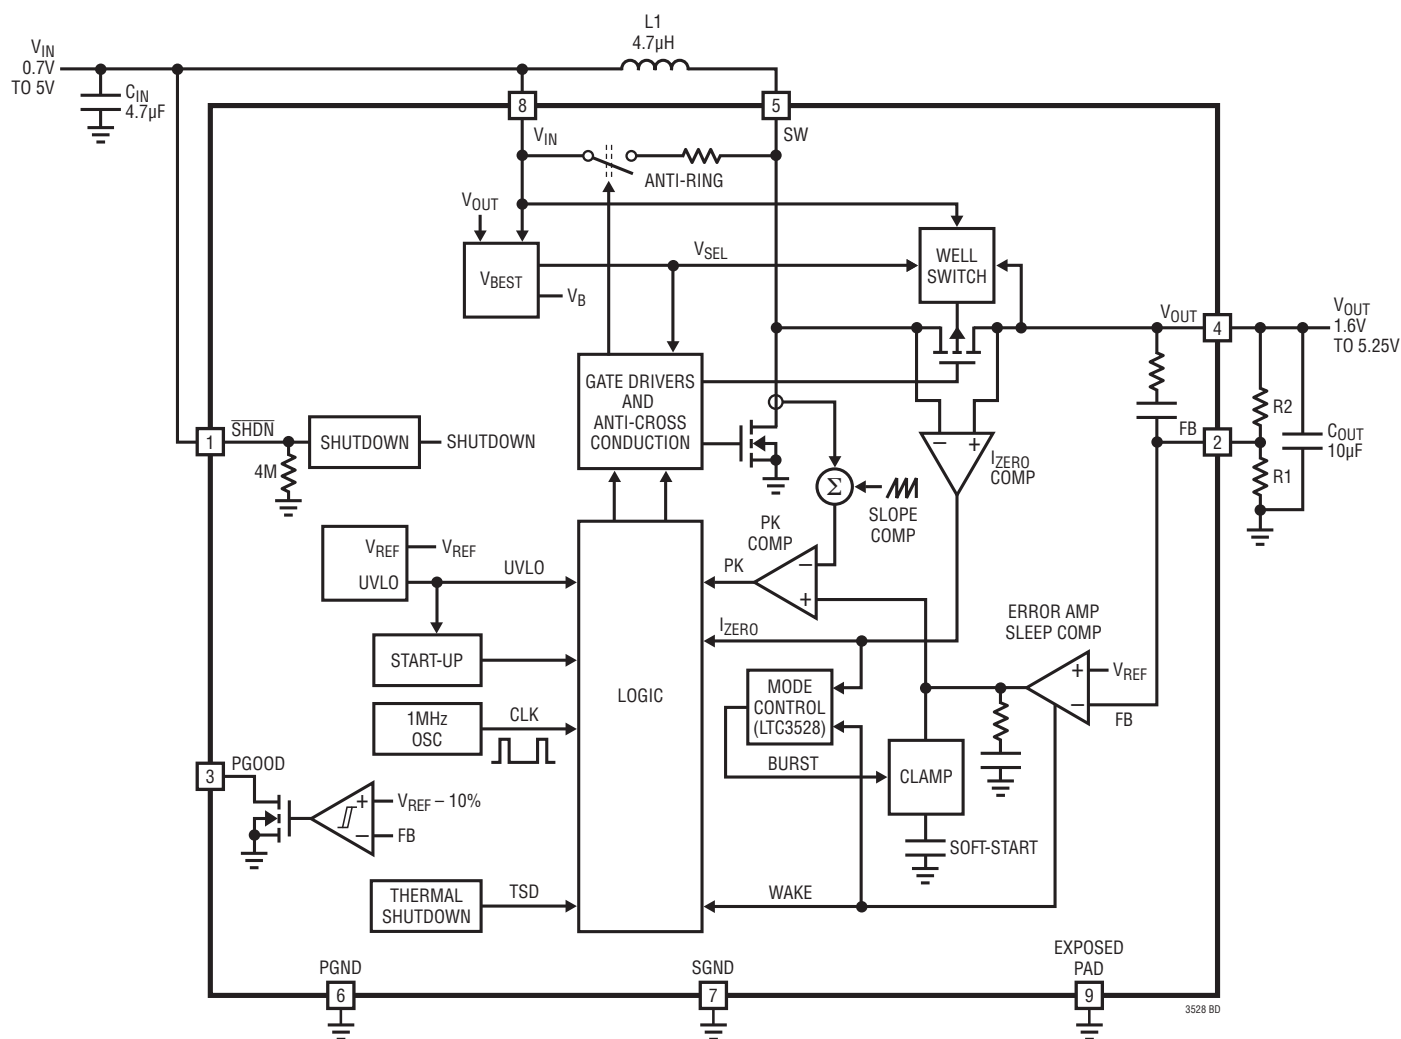 L1
4.7µH
VIN
0.7V
TO 5V
CIN
4.7µF
8
5
VIN
SW
ANTI-RING
VOUT
VSEL
WELL
SWITCH
VBEST
VB
VOUT
4
VOUT
1.6V
TO 5.25V
GATE DRIVERS
AND
ANTI-CROSS
CONDUCTION
R2
1
SHDN
SHUTDOWN
SHUTDOWN
4M
–
+
IZERO
COMP
FB
2
COUT
10µF
R1
Σ
SLOPE
COMP
PK
COMP
VREF
VREF
UVLO
UVLO
PK
–
+
ERROR AMP
SLEEP COMP
IZERO
START-UP
LOGIC
MODE
CONTROL
(LTC3528)
+
VREF
–
FB
1MHz
OSC
CLK
BURST
CLAMP
3
PGOOD
+
VREF – 10%
–
FB
SOFT-START
THERMAL
SHUTDOWN
TSD
WAKE
PGND
6
SGND
7
EXPOSED
PAD
9
3528 BD